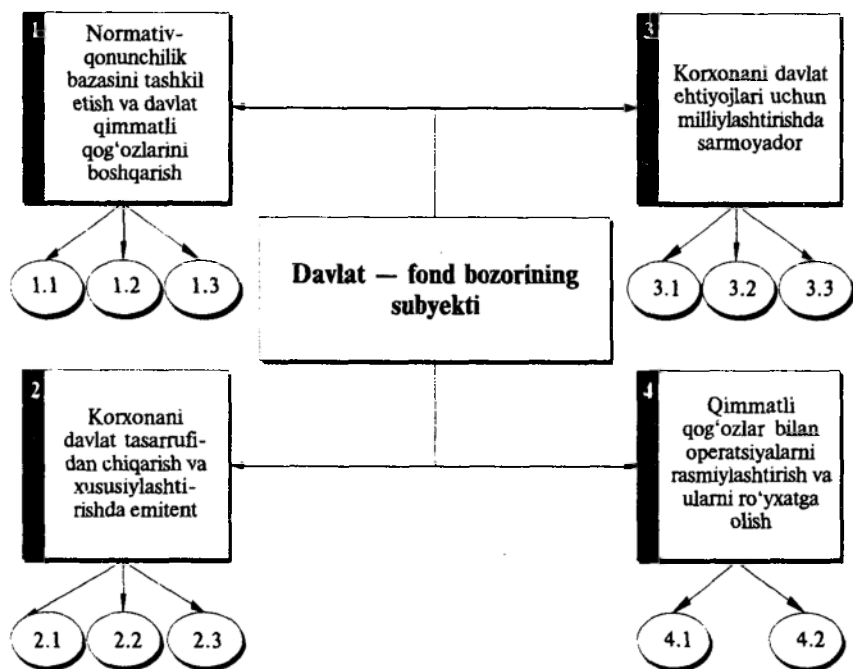 1
Normativ-
qonunchilik
bazasini tashkil
etish va davlat
qimmatli
qog‘ozlarini
boshqarish
1.1 1.2 1.3
3
Korxonani davlat
ehtiyojlari uchun
milliylashtirishda
sarmoyador
3.1 3.2 3.3
Davlat — fond bozorining
subyekti
2
Korxonani
davlat tasarrufi-
dan chiqarish va
xususiylashti-
rishda emitent
2.1 2.2 2.3
4
Qimmatli
qog‘ozlar bilan
operatsiyalarni
rasmiylashtirish va
ularni ro‘yxatga
olish
4.1 4.2